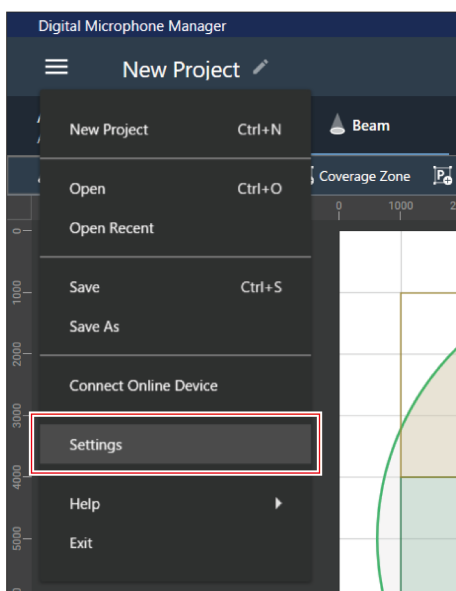 Digital Microphone Manager
New Project
New Project Ctrl+N
Beam
Open Ctrl+O
Coverage Zone
Open Recent
0 1000 2
0
Save Ctrl+S
1000
Save As
2000
Connect Online Device
3000
Settings
4000
Help
Exit
5000